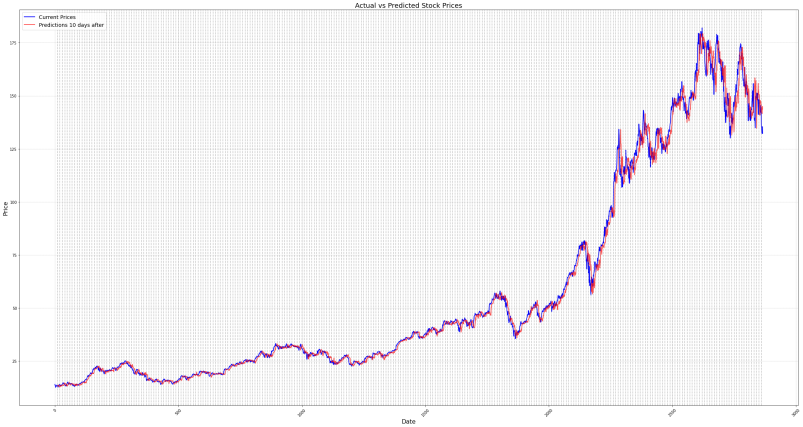 Actual vs Predicted Stock Prices
Current Prices
Predictions 10 days after
175
150
125
100
75
50
25
Price
0
500
1000
1500
2000
2500
3000
Date